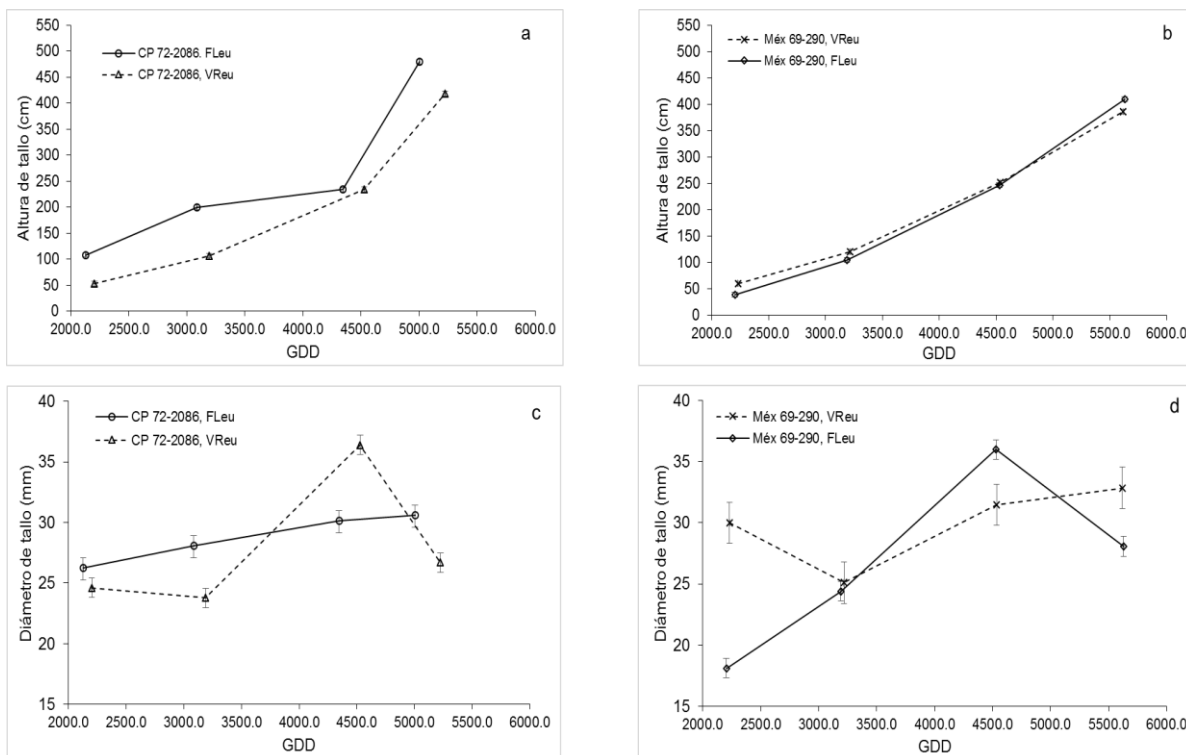 a
CP 72-2086. FLeu
CP 72-2086, VReu
Altura de tallo (cm)
550
500
450
400
350
300
250
200
150
100
50
0
2000.0 2500.0 3000.0 3500.0 4000.0 4500.0 5000.0 5500.0 6000.0
GDD
b
Méx 69-290, VReu
Méx 69-290, FLeu
Altura de tallo (cm)
550
500
450
400
350
300
250
200
150
100
50
0
2000.0 2500.0 3000.0 3500.0 4000.0 4500.0 5000.0 5500.0 6000.0
GDD
c
CP 72-2086, FLeu
CP 72-2086, VReu
Diámetro de tallo (mm)
40
35
30
25
20
15
2000.0 2500.0 3000.0 3500.0 4000.0 4500.0 5000.0 5500.0 6000.0
GDD
d
Méx 69-290, VReu
Méx 69-290, FLeu
Diámetro de tallo (mm)
40
35
30
25
20
15
2000.0 2500.0 3000.0 3500.0 4000.0 4500.0 5000.0 5500.0 6000.0
GDD